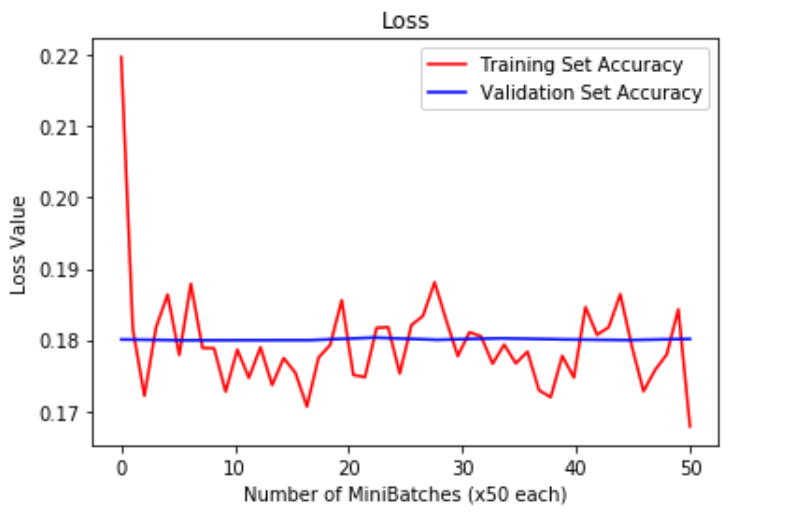 Loss
Training Set Accuracy
Validation Set Accuracy
0.22
0.21
0.20
0.19
0.18
0.17
Loss Value
0 10 20 30 40 50
Number of MiniBatches (x50 each)